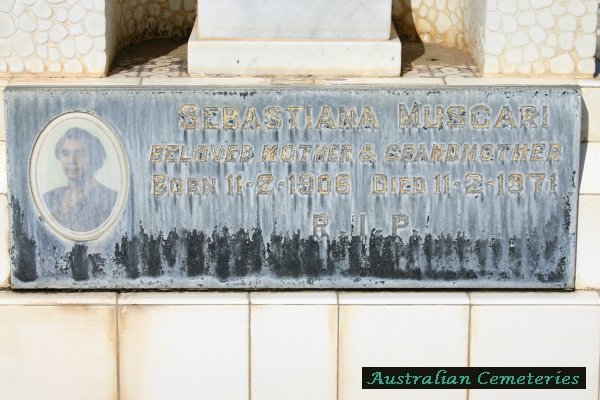 SEBASTIANA MUSCARI
BELOVED MOTHER & GRANDMOTHER
BORN 11-2-1906 DIED 11-2-1971
R.I.P.
Australian Cemeteries